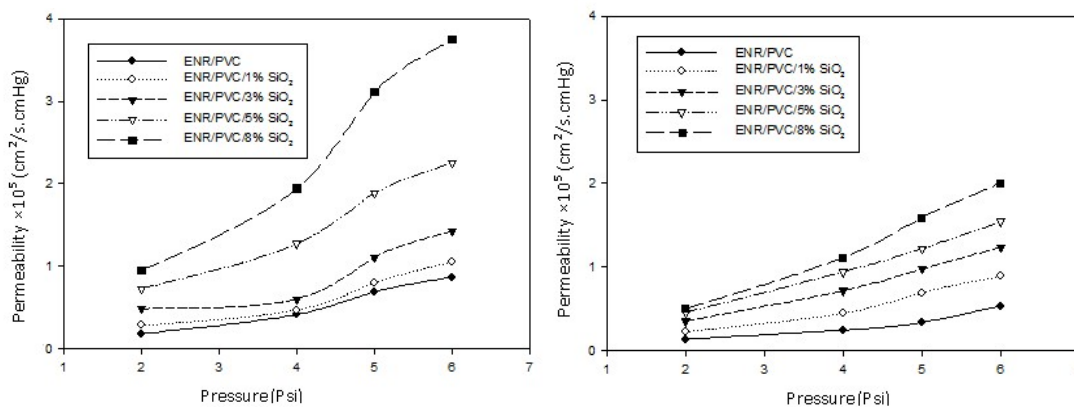 Permeability ×10⁵ (cm²/s.cmHg)
4
3
2
1
0
ENR/PVC
ENR/PVC/1% SiO₂
ENR/PVC/3% SiO₂
ENR/PVC/5% SiO₂
ENR/PVC/8% SiO₂
1 2 3 4 5 6 7
Pressure(Psi)
Permeability ×10⁵ (cm²/s.cmHg)
4
3
2
1
0
ENR/PVC
ENR/PVC/1% SiO₂
ENR/PVC/3% SiO₂
ENR/PVC/5% SiO₂
ENR/PVC/8% SiO₂
1 2 3 4 5 6
Pressure(Psi)